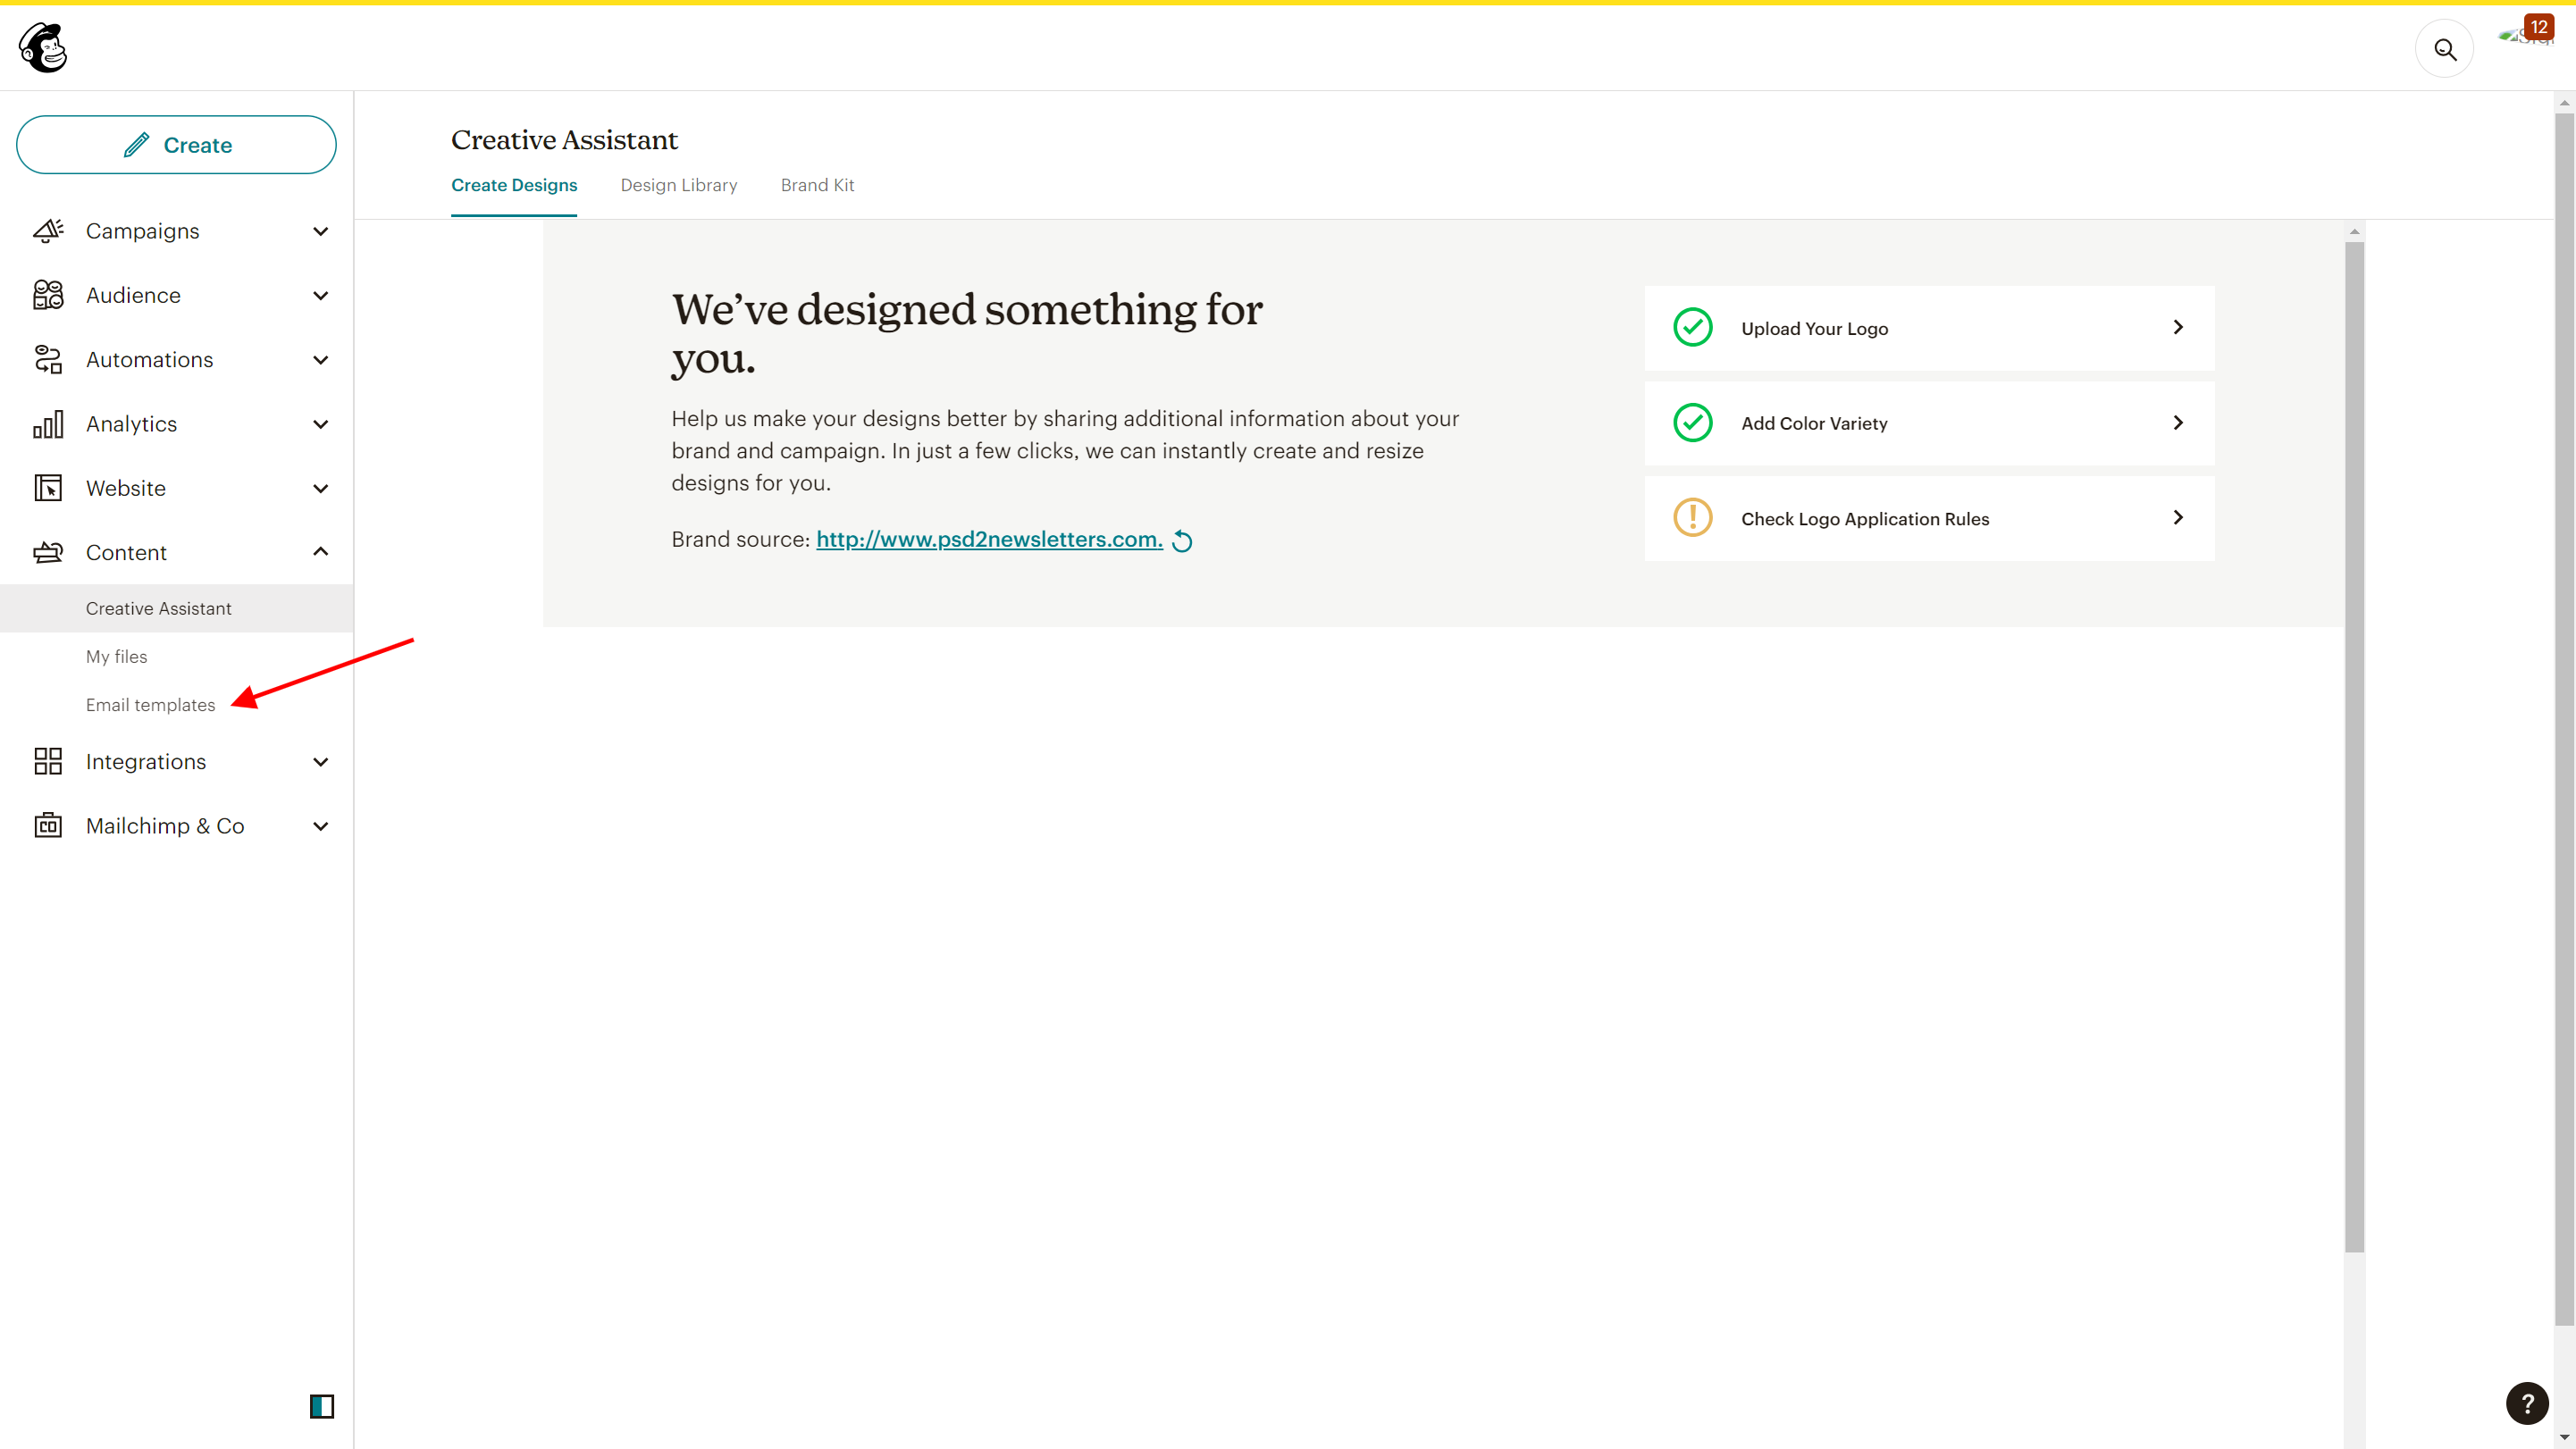 12
Create
Campaigns
Audience
Automations
Analytics
Website
Content
Creative Assistant
My files
Email templates
Integrations
CO
Mailchimp & Co
Creative Assistant
Create Designs
Design Library
Brand Kit
We’ve designed something for
you.
Help us make your designs better by sharing additional information about your
brand and campaign. In just a few clicks, we can instantly create and resize
designs for you.
Brand source: http://www.psd2newsletters.com.
Upload Your Logo
Add Color Variety
Check Logo Application Rules
?